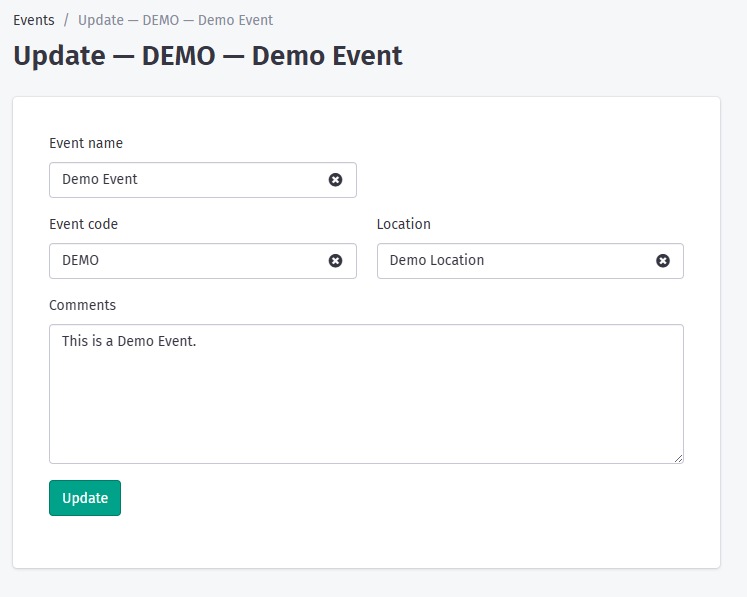 Events / Update — DEMO — Demo Event
Update — DEMO — Demo Event
Event name
Demo Event
Event code
Location
DEMO
Demo Location
Comments
This is a Demo Event.
Update